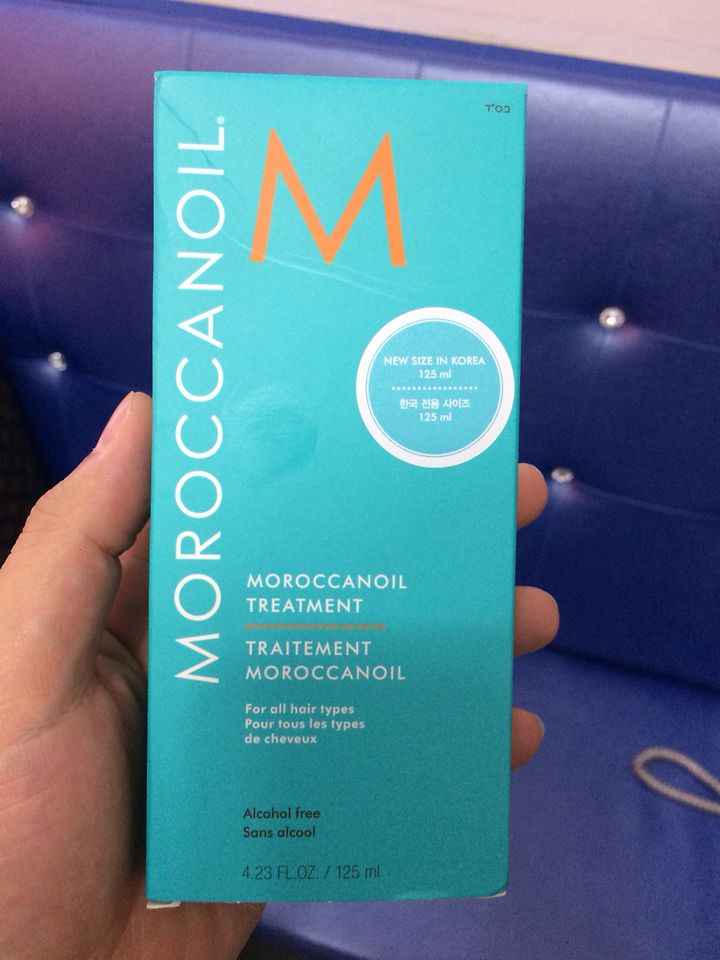 בס"ד
MOROCCANOIL®
M
NEW SIZE IN KOREA
125 ml
한국 전용 사이즈
125 ml
MOROCCANOIL
TREATMENT
TRAITEMENT
MOROCCANOIL
For all hair types
Pour tous les types
de cheveux
Alcohol free
Sans alcool
4.23 FL.OZ. / 125 ml